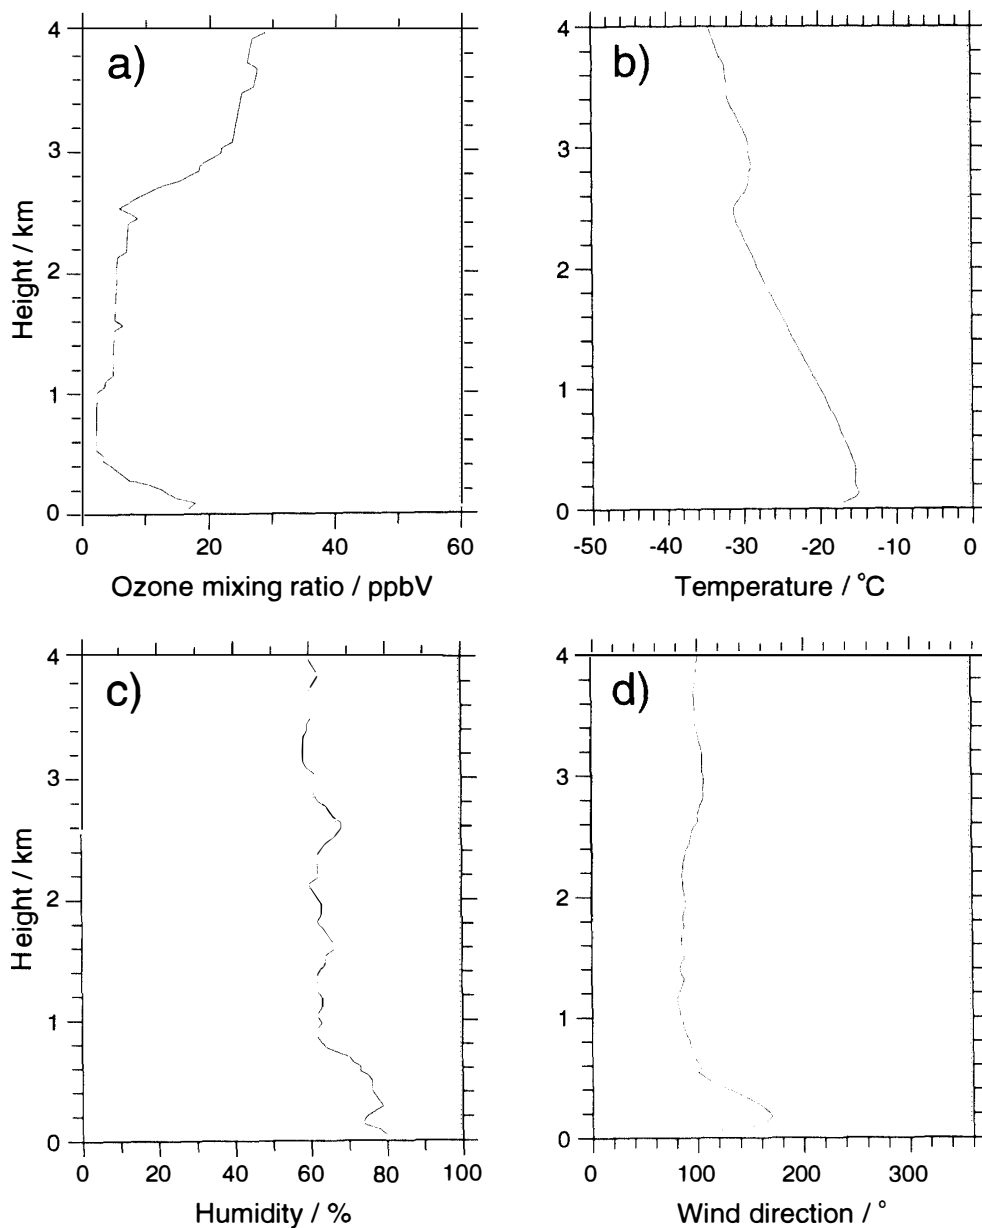 a)
4
3
2
1
0
Height / km
0 20 40 60
Ozone mixing ratio / ppbV
b)
4
3
2
1
0
-50 -40 -30 -20 -10 0
Temperature / °C
c)
4
3
2
1
0
Height / km
0 20 40 60 80 100
Humidity / %
d)
4
3
2
1
0
0 100 200 300
Wind direction / °